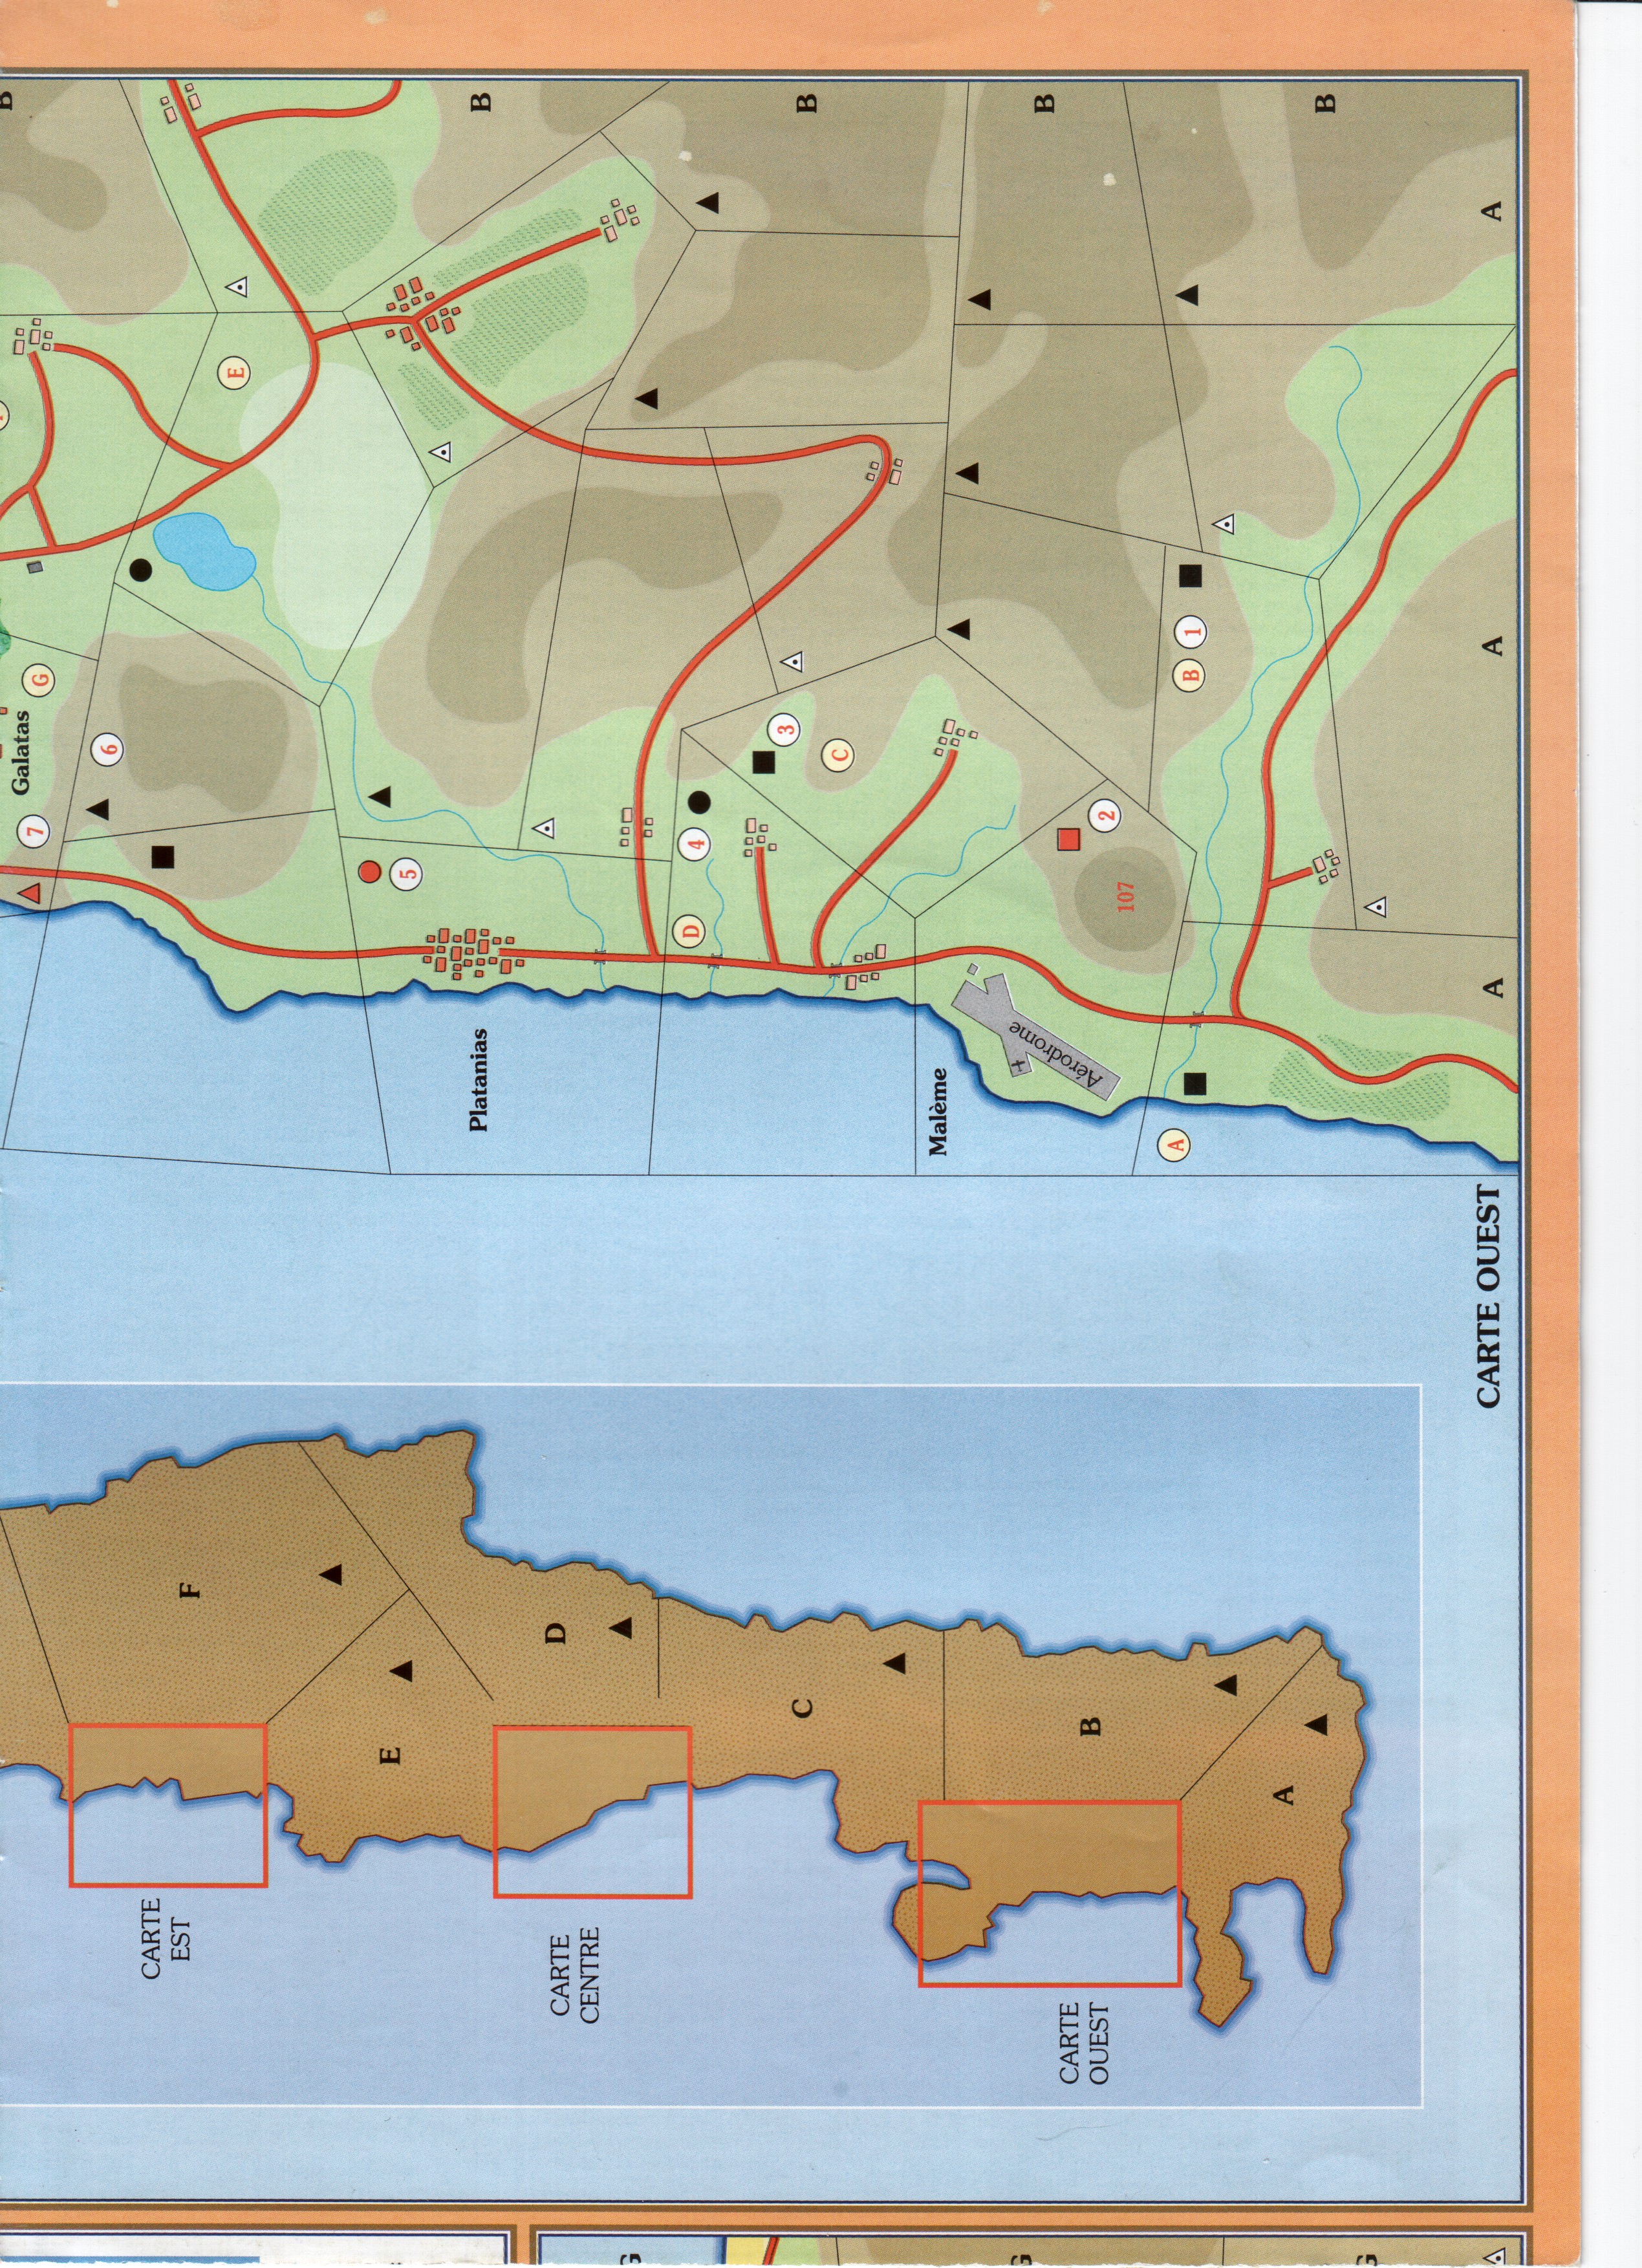 Galatas
7
G
B
6
CARTE
EST
F
E
E
5
Platanias
B
D
CARTE
CENTRE
D
4
3
C
B
C
Malème
B
Aérodrome
CARTE
OUEST
B
2
107
A
B
1
A
B
CARTE OUEST
A
A
A